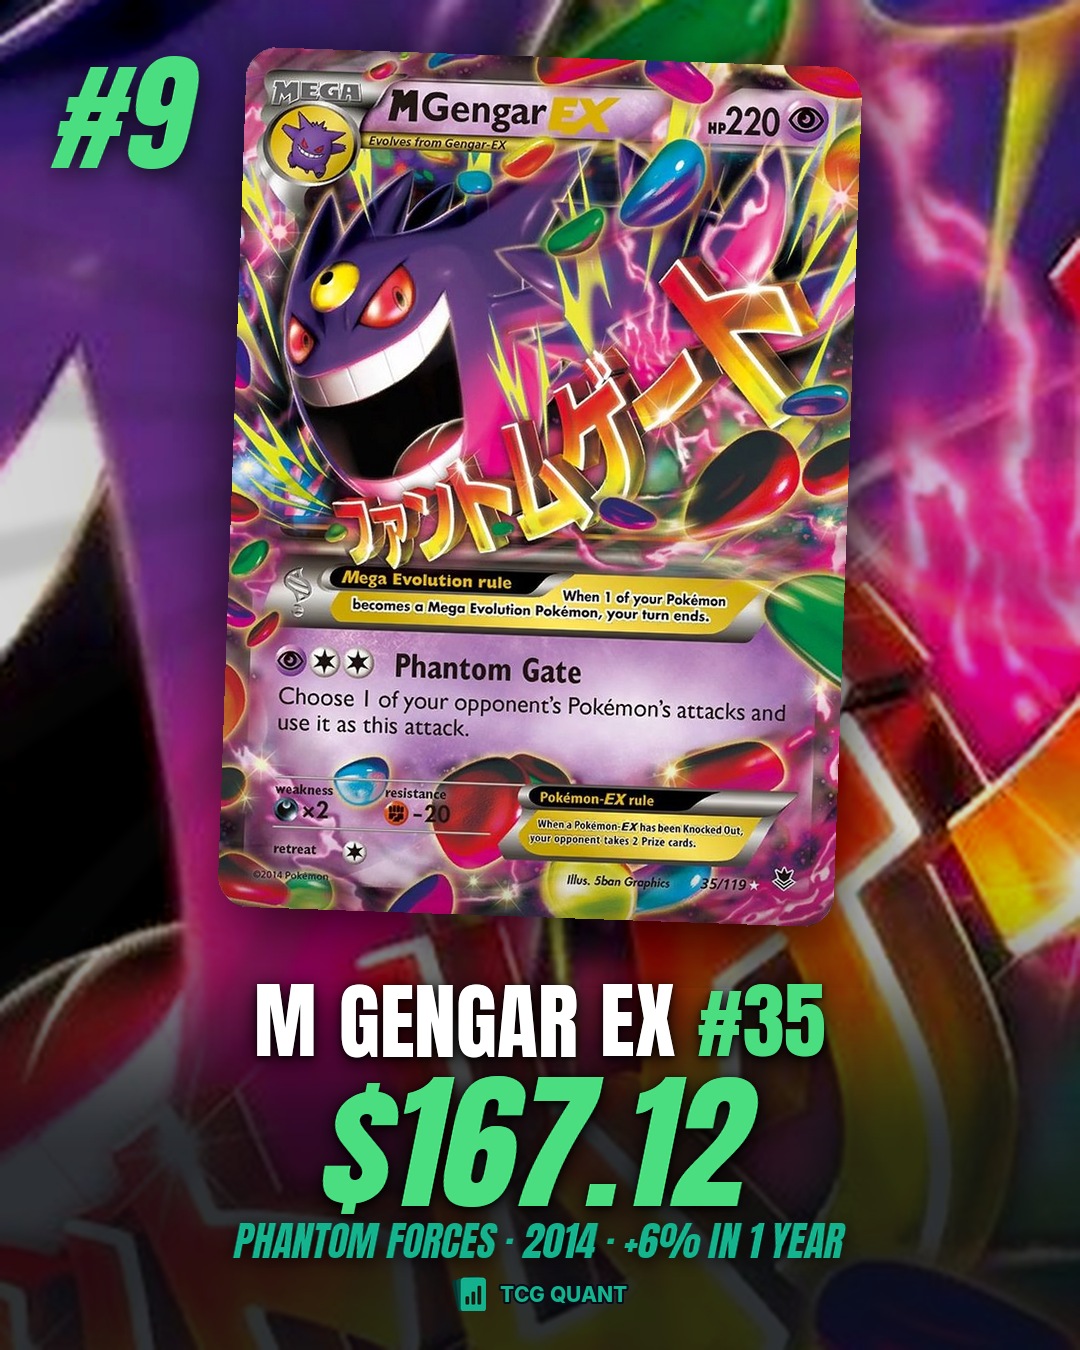 #9
MEGA
M Gengar EX
HP220
Evolves from Gengar-EX
ファントムゲート
Mega Evolution rule
When 1 of your Pokémon
becomes a Mega Evolution Pokémon, your turn ends.
Phantom Gate
Choose 1 of your opponent's Pokémon's attacks and
use it as this attack.
weakness
resistance
×2
-20
Pokémon-EX rule
When a Pokémon-EX has been Knocked Out,
your opponent takes 2 Prize cards.
retreat
©2014 Pokémon
Illus. 5ban Graphics
35/119
M GENGAR EX #35
$167.12
PHANTOM FORCES · 2014 · +6% IN 1 YEAR
TCG QUANT